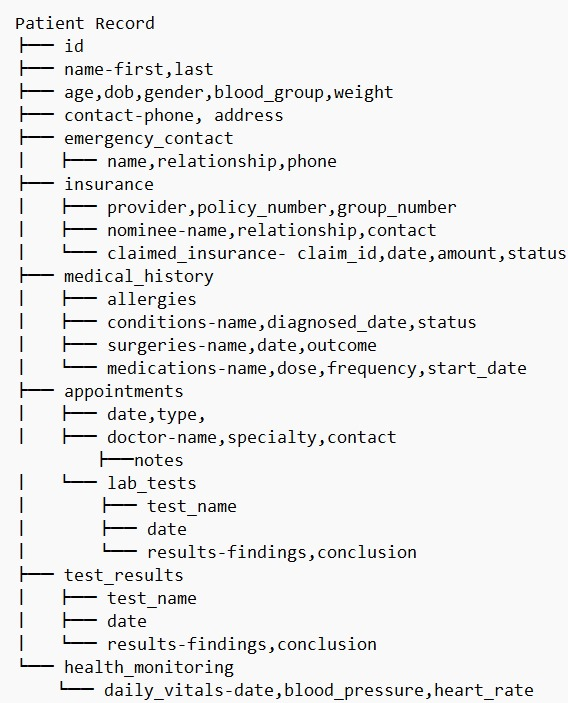 Patient Record
├── id
├── name-first,last
├── age,dob,gender,blood_group,weight
├── contact-phone, address
├── emergency_contact
│   ├── name,relationship,phone
├── insurance
│   ├── provider,policy_number,group_number
│   ├── nominee-name,relationship,contact
│   └── claimed_insurance- claim_id,date,amount,status
├── medical_history
│   ├── allergies
│   ├── conditions-name,diagnosed_date,status
│   ├── surgeries-name,date,outcome
│   └── medications-name,dose,frequency,start_date
├── appointments
│   ├── date,type,
│   ├── doctor-name,specialty,contact
        ├──notes
│   └── lab_tests
│       ├── test_name
│       ├── date
│       └── results-findings,conclusion
├── test_results
│   ├── test_name
│   ├── date
│   └── results-findings,conclusion
└── health_monitoring
    └── daily_vitals-date,blood_pressure,heart_rate